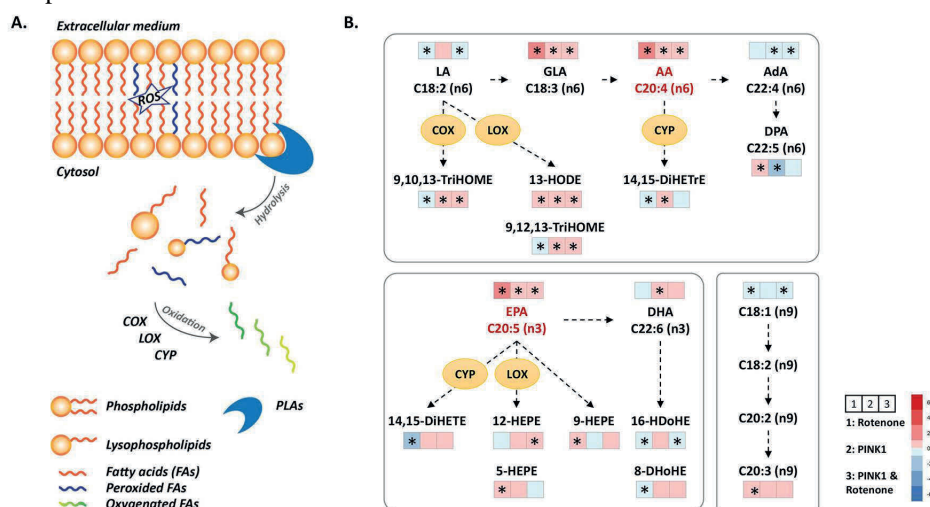 A.
Extracellular medium
ROS
Cytosol
Hydrolysis
Oxidation
COX
LOX
CYP
Phospholipids
PLAs
Lysophospholipids
Fatty acids (FAs)
Peroxided FAs
Oxygenated FAs
B.
* *
* * *
* * *
* *
LA
C18:2 (n6)
GLA
C18:3 (n6)
AA
C20:4 (n6)
AdA
C22:4 (n6)
COX
LOX
CYP
DPA
C22:5 (n6)
* *
9,10,13-TriHOME
* * *
13-HODE
* * *
14,15-DiHETrE
* *
9,12,13-TriHOME
* * *
* * *
*
EPA
C20:5 (n3)
DHA
C22:6 (n3)
CYP
LOX
14,15-DiHETE
*
12-HEPE
*
9-HEPE
*
16-HDoHE
* *
5-HEPE
*
8-DHoHE
*
* *
C18:1 (n9)
C18:2 (n9)
C20:2 (n9)
C20:3 (n9)
*
1 2 3
1: Rotenone
2: PINK1
3: PINK1 &
Rotenone